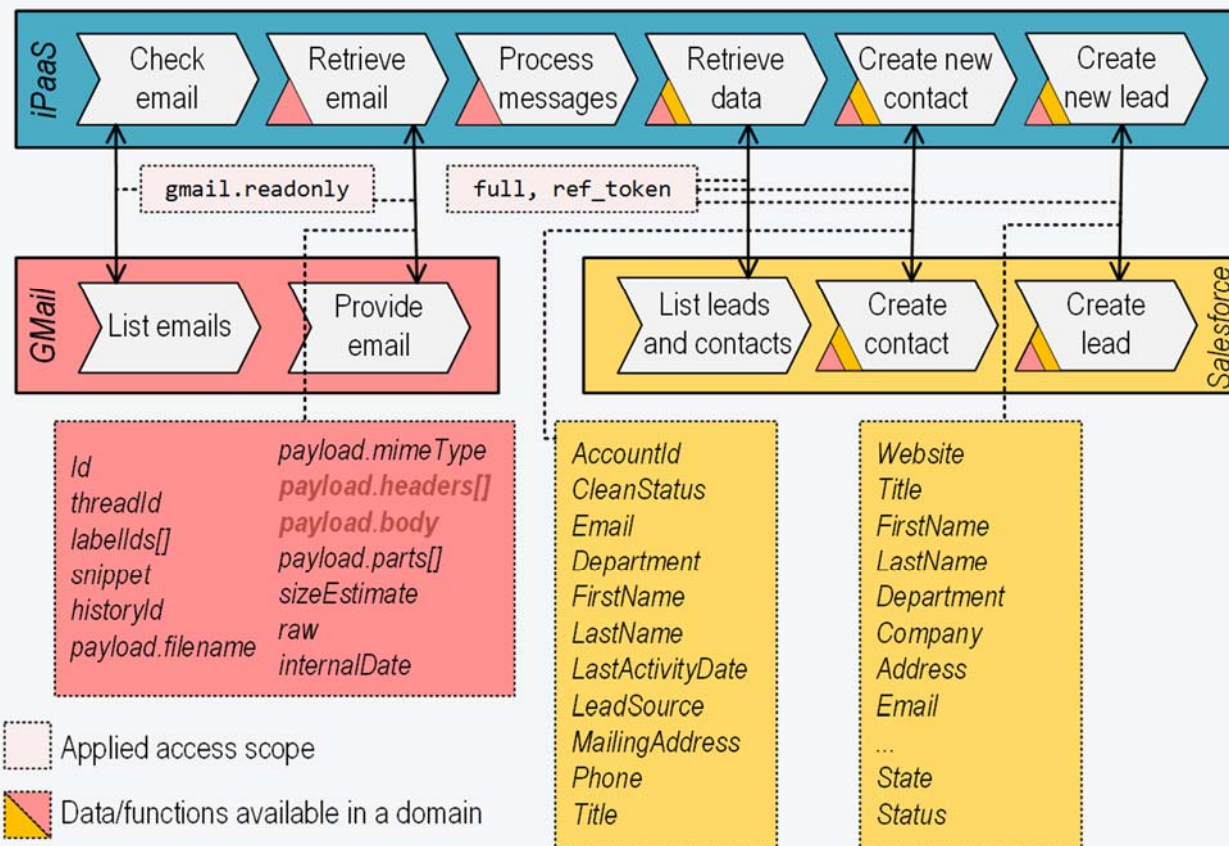 iPaaS
Check
email
Retrieve
email
Process
messages
Retrieve
data
Create new
contact
Create
new lead
gmail.readonly
full, ref_token
GMail
List emails
Provide
email
List leads
and contacts
Create
contact
Create
lead
Salesforce
Id
threadId
labelIds[]
snippet
historyId
payload.filename
payload.mimeType
payload.headers[]
payload.body
payload.parts[]
sizeEstimate
raw
internalDate
AccountId
CleanStatus
Email
Department
FirstName
LastName
LastActivityDate
LeadSource
MailingAddress
Phone
Title
Website
Title
FirstName
LastName
Department
Company
Address
Email
...
State
Status
Applied access scope
Data/functions available in a domain